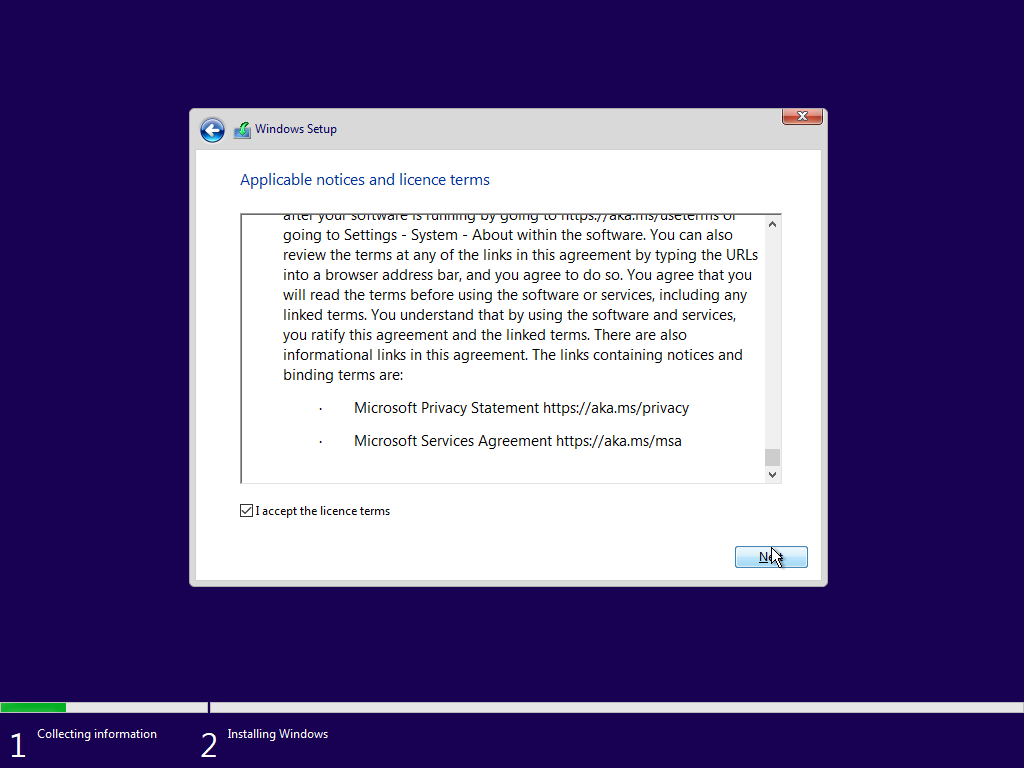 Windows Setup
Applicable notices and licence terms
after your software is running by going to https://aka.ms/useterms or
going to Settings - System - About within the software. You can also
review the terms at any of the links in this agreement by typing the URLs
into a browser address bar, and you agree to do so. You agree that you
will read the terms before using the software or services, including any
linked terms. You understand that by using the software and services,
you ratify this agreement and the linked terms. There are also
informational links in this agreement. The links containing notices and
binding terms are:
· Microsoft Privacy Statement https://aka.ms/privacy
· Microsoft Services Agreement https://aka.ms/msa
I accept the licence terms
Next
1 Collecting information
2 Installing Windows